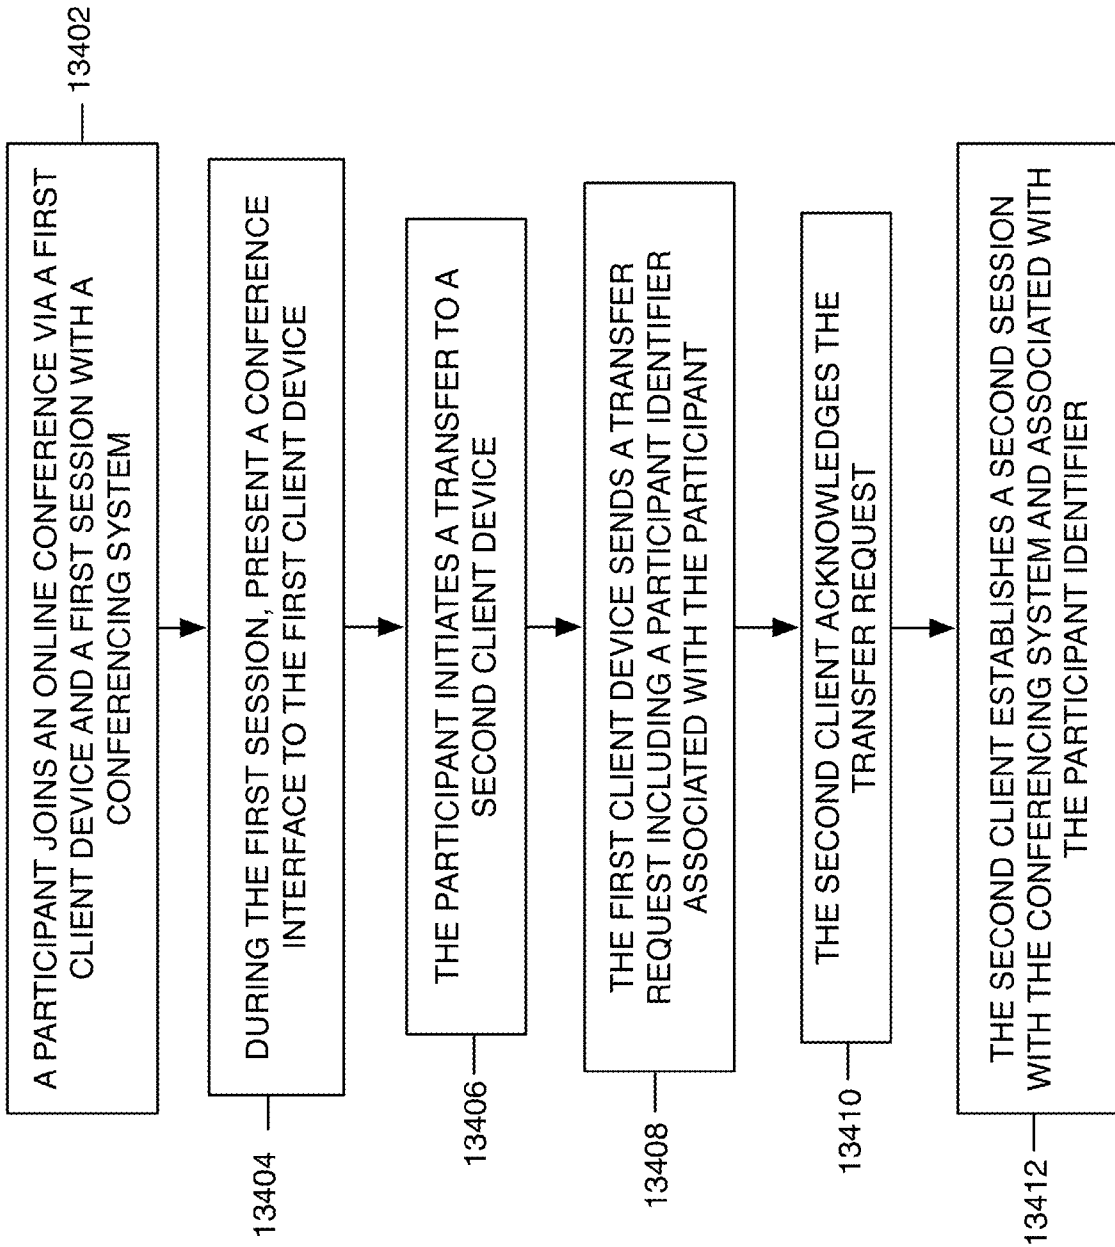 13402
A PARTICIPANT JOINS AN ONLINE CONFERENCE VIA A FIRST
CLIENT DEVICE AND A FIRST SESSION WITH A
CONFERENCING SYSTEM
13404
DURING THE FIRST SESSION, PRESENT A CONFERENCE
INTERFACE TO THE FIRST CLIENT DEVICE
13406
THE PARTICIPANT INITIATES A TRANSFER TO A
SECOND CLIENT DEVICE
13408
THE FIRST CLIENT DEVICE SENDS A TRANSFER
REQUEST INCLUDING A PARTICIPANT IDENTIFIER
ASSOCIATED WITH THE PARTICIPANT
13410
THE SECOND CLIENT ACKNOWLEDGES THE
TRANSFER REQUEST
13412
THE SECOND CLIENT ESTABLISHES A SECOND SESSION
WITH THE CONFERENCING SYSTEM AND ASSOCIATED WITH
THE PARTICIPANT IDENTIFIER